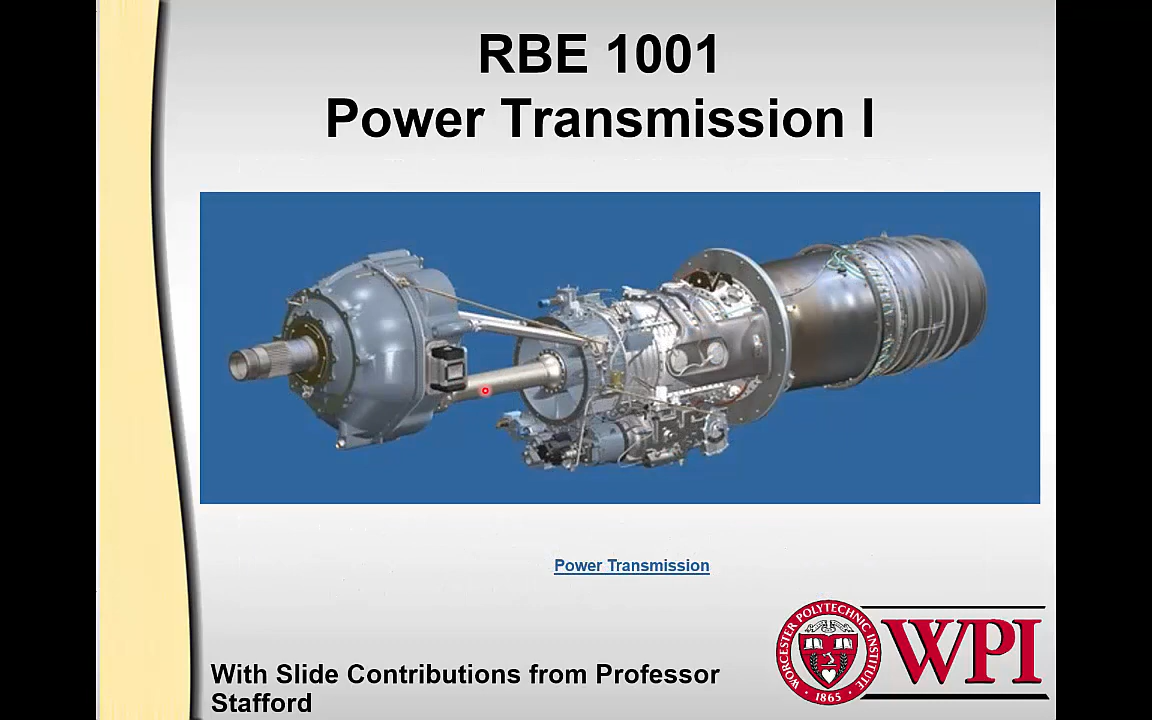 RBE 1001
Power Transmission I
Power Transmission
With Slide Contributions from Professor
Stafford
WORCESTER POLYTECHNIC INSTITUTE
1865
WPI